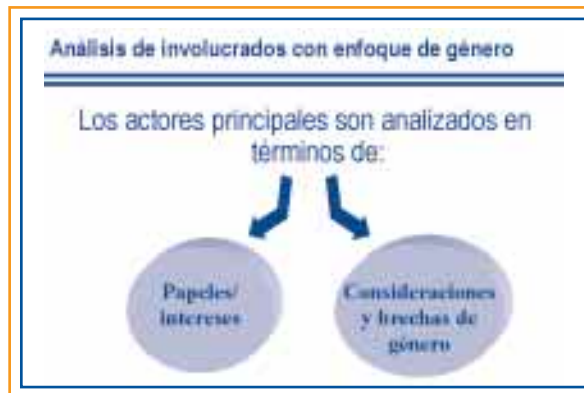 Análisis de involucrados con enfoque de género
Los actores principales son analizados en
términos de:
Papeles/
intereses
Consideraciones
y brechas de
género